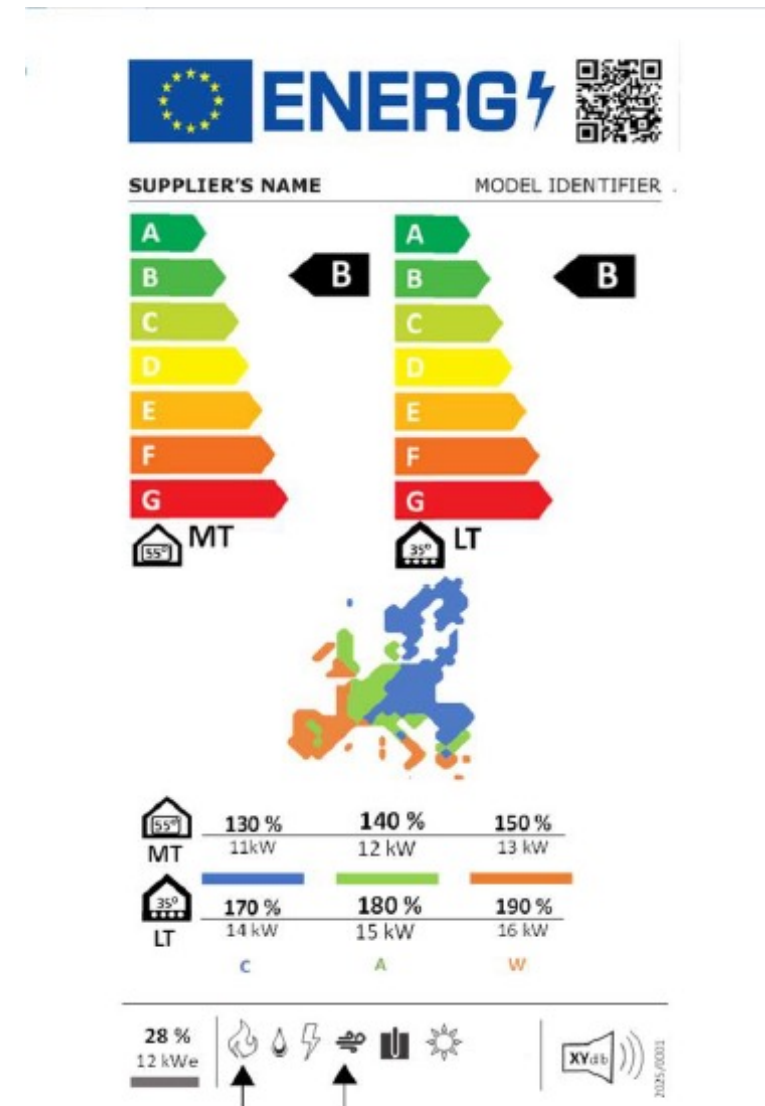 ENERG
SUPPLIER'S NAME MODEL IDENTIFIER
A A
B B B B
C C
D D
E E
F F
G G
55° MT 35° LT
55° 130 % 140 % 150 %
MT 11kW 12 kW 13 kW
35° 170 % 180 % 190 %
LT 14 kW 15 kW 16 kW
C A W
28 %
12 kWe
XYdb
2025/0001